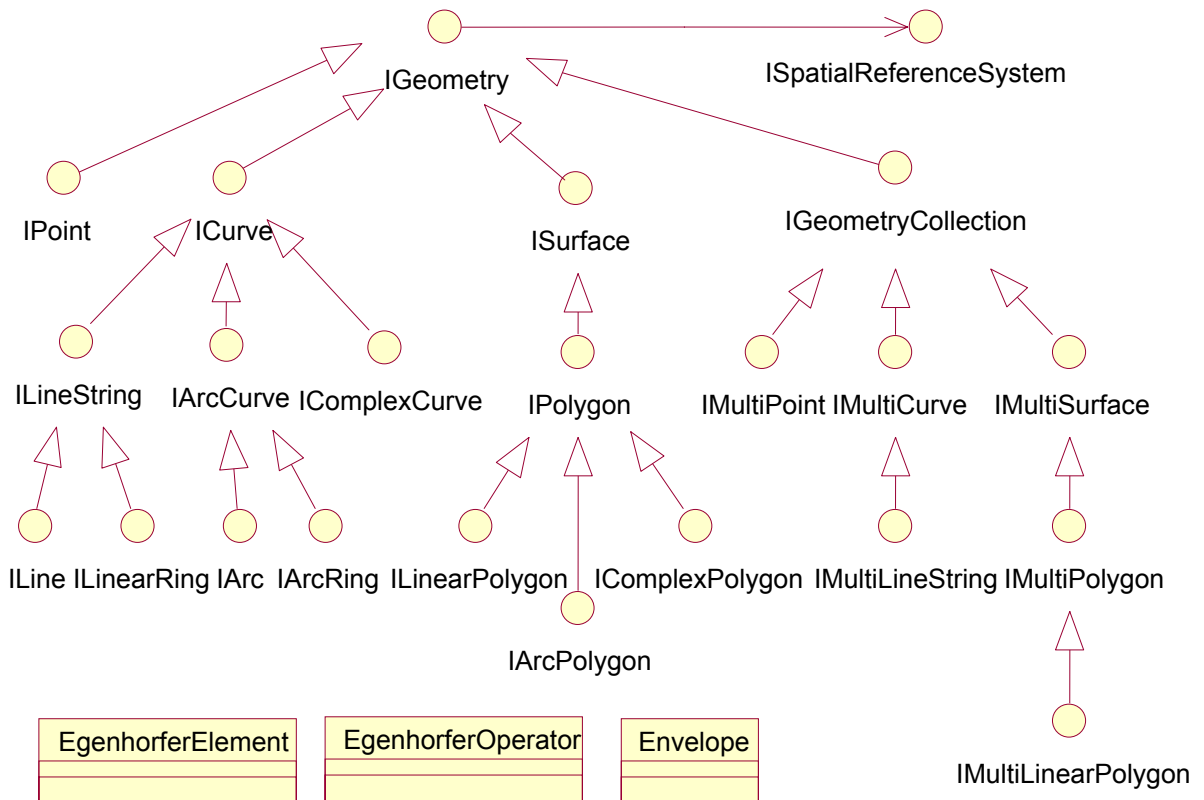 IGeometry
ISpatialReferenceSystem
IPoint
ICurve
ISurface
IGeometryCollection
ILineString
IArcCurve
IComplexCurve
IPolygon
IMultiPoint
IMultiCurve
IMultiSurface
ILine
ILinearRing
IArc
IArcRing
ILinearPolygon
IComplexPolygon
IMultiLineString
IMultiPolygon
IArcPolygon
EgenhorferElement
EgenhorferOperator
Envelope
IMultiLinearPolygon